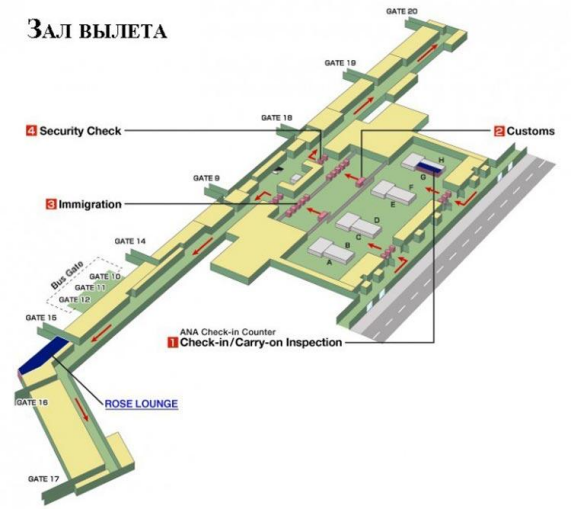 Зал вылета
GATE 20
GATE 19
GATE 18
4 Security Check
2 Customs
H
G
F
E
D
C
B
A
GATE 9
3 Immigration
GATE 14
Bus Gate
GATE 10
GATE 11
GATE 12
GATE 15
ANA Check-in Counter
1 Check-in/Carry-on Inspection
ROSE LOUNGE
GATE 16
GATE 17